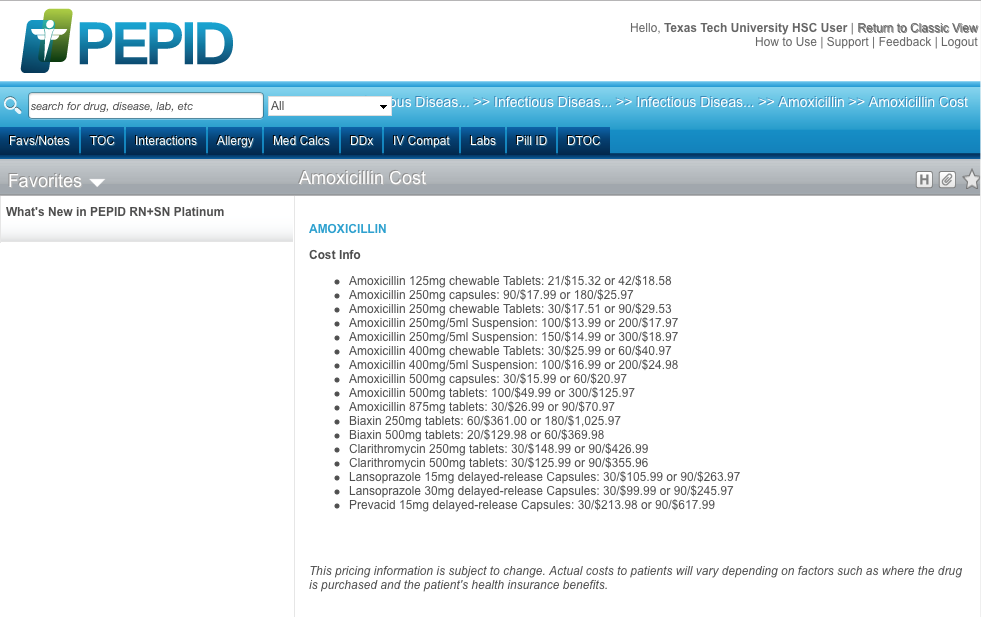 PEPID
Hello, Texas Tech University HSC User | Return to Classic View
How to Use | Support | Feedback | Logout
search for drug, disease, lab, etc
All
ous Diseas... >> Infectious Diseas... >> Infectious Diseas... >> Amoxicillin >> Amoxicillin Cost
Favs/Notes TOC Interactions Allergy Med Calcs DDx IV Compat Labs Pill ID DTOC
Favorites
Amoxicillin Cost
H
What's New in PEPID RN+SN Platinum
AMOXICILLIN
Cost Info
Amoxicillin 125mg chewable Tablets: 21/$15.32 or 42/$18.58
Amoxicillin 250mg capsules: 90/$17.99 or 180/$25.97
Amoxicillin 250mg chewable Tablets: 30/$17.51 or 90/$29.53
Amoxicillin 250mg/5ml Suspension: 100/$13.99 or 200/$17.97
Amoxicillin 250mg/5ml Suspension: 150/$14.99 or 300/$18.97
Amoxicillin 400mg chewable Tablets: 30/$25.99 or 60/$40.97
Amoxicillin 400mg/5ml Suspension: 100/$16.99 or 200/$24.98
Amoxicillin 500mg capsules: 30/$15.99 or 60/$20.97
Amoxicillin 500mg tablets: 100/$49.99 or 300/$125.97
Amoxicillin 875mg tablets: 30/$26.99 or 90/$70.97
Biaxin 250mg tablets: 60/$361.00 or 180/$1,025.97
Biaxin 500mg tablets: 20/$129.98 or 60/$369.98
Clarithromycin 250mg tablets: 30/$148.99 or 90/$426.99
Clarithromycin 500mg tablets: 30/$125.99 or 90/$355.96
Lansoprazole 15mg delayed-release Capsules: 30/$105.99 or 90/$263.97
Lansoprazole 30mg delayed-release Capsules: 30/$99.99 or 90/$245.97
Prevacid 15mg delayed-release Capsules: 30/$213.98 or 90/$617.99
This pricing information is subject to change. Actual costs to patients will vary depending on factors such as where the drug
is purchased and the patient's health insurance benefits.